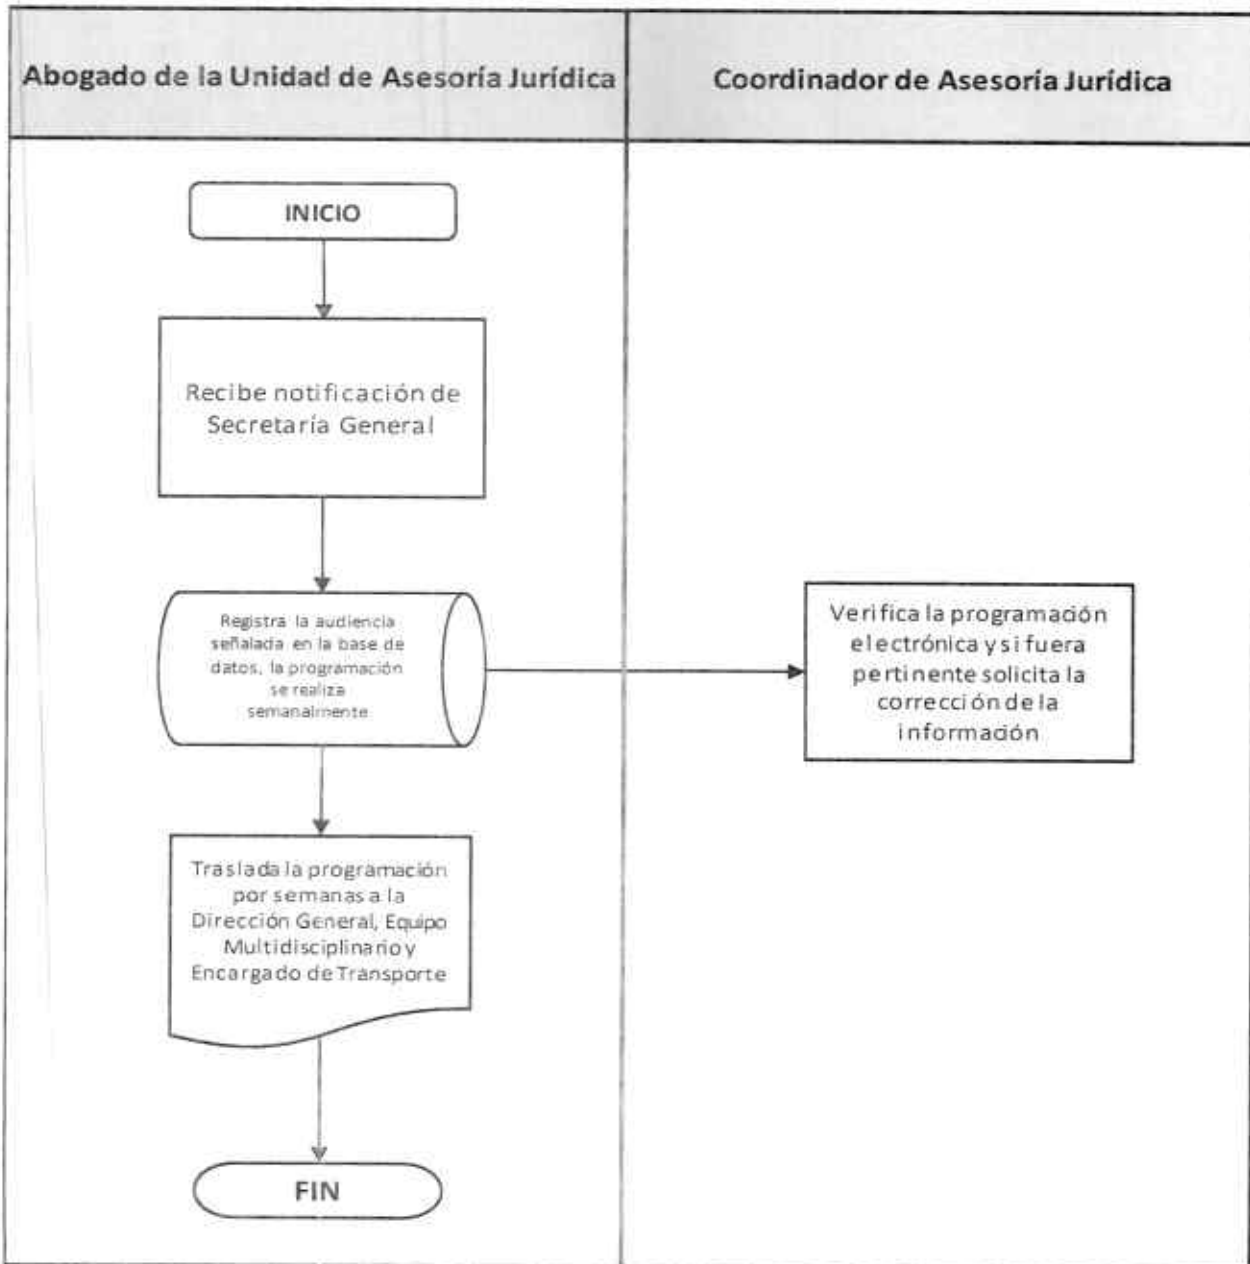 Abogado de la Unidad de Asesoría Jurídica
Coordinador de Asesoría Jurídica
INICIO
Recibe notificación de
Secretaría General
Registra la audiencia
señalada en la base de
datos, la programación
se realiza
semanalmente
Verifica la programación
electrónica y si fuera
pertinente solicita la
corrección de la
información
Traslada la programación
por semanas a la
Dirección General, Equipo
Multidisciplinario y
Encargado de Transporte
FIN